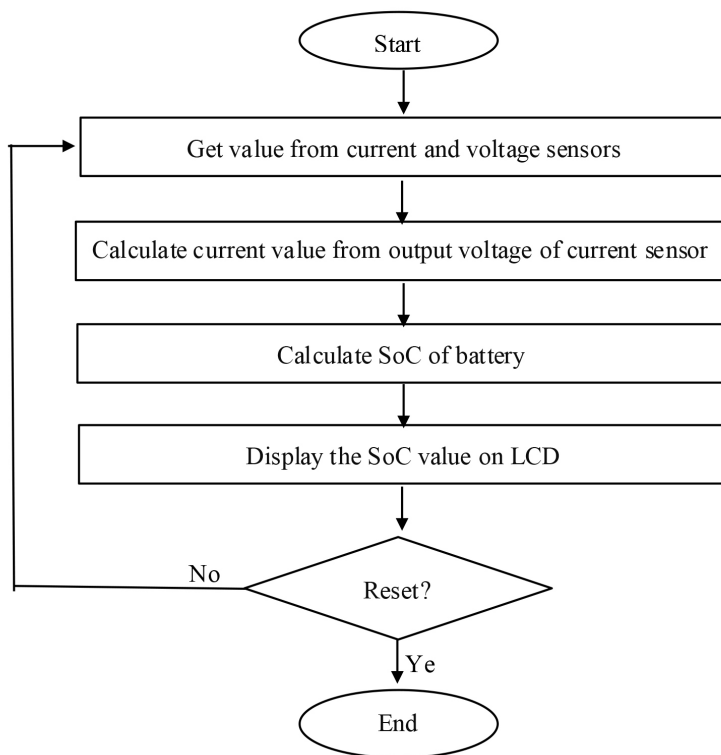 Start
Get value from current and voltage sensors
Calculate current value from output voltage of current sensor
Calculate SoC of battery
Display the SoC value on LCD
No
Reset?
Ye
End